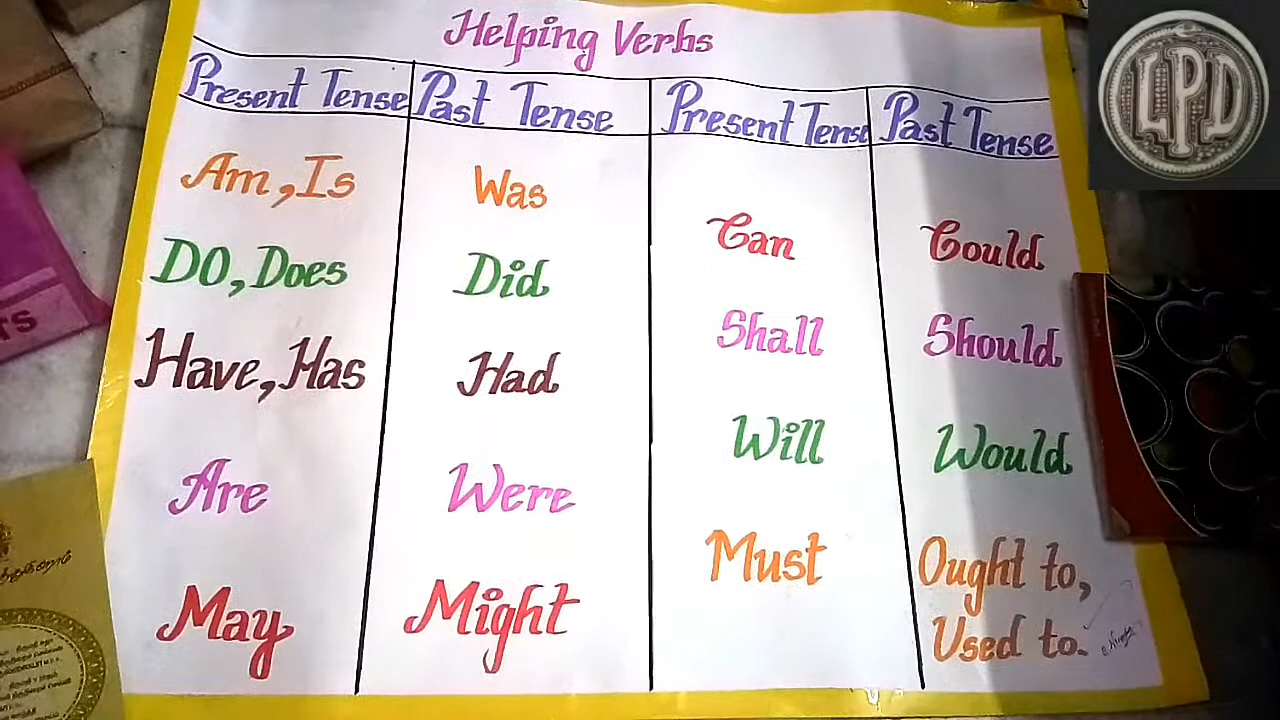 Helping Verbs
Present Tense Past Tense Present Tense Past Tense
Am, Is Was
Can Could
DO, Does Did
Shall Should
Have, Has Had
Will Would
Are Were
Must Ought to,
May Might
Used to.
LPD
TS